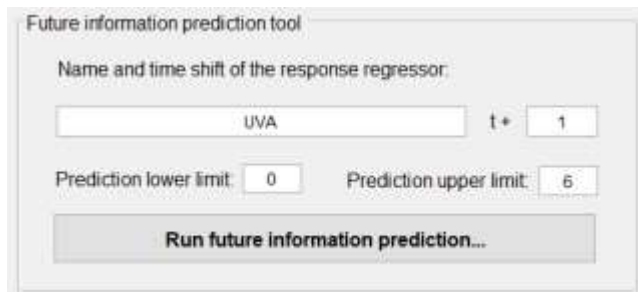 Future information prediction tool
Name and time shift of the response regressor:
UVA t + 1
Prediction lower limit: 0 Prediction upper limit: 6
Run future information prediction...